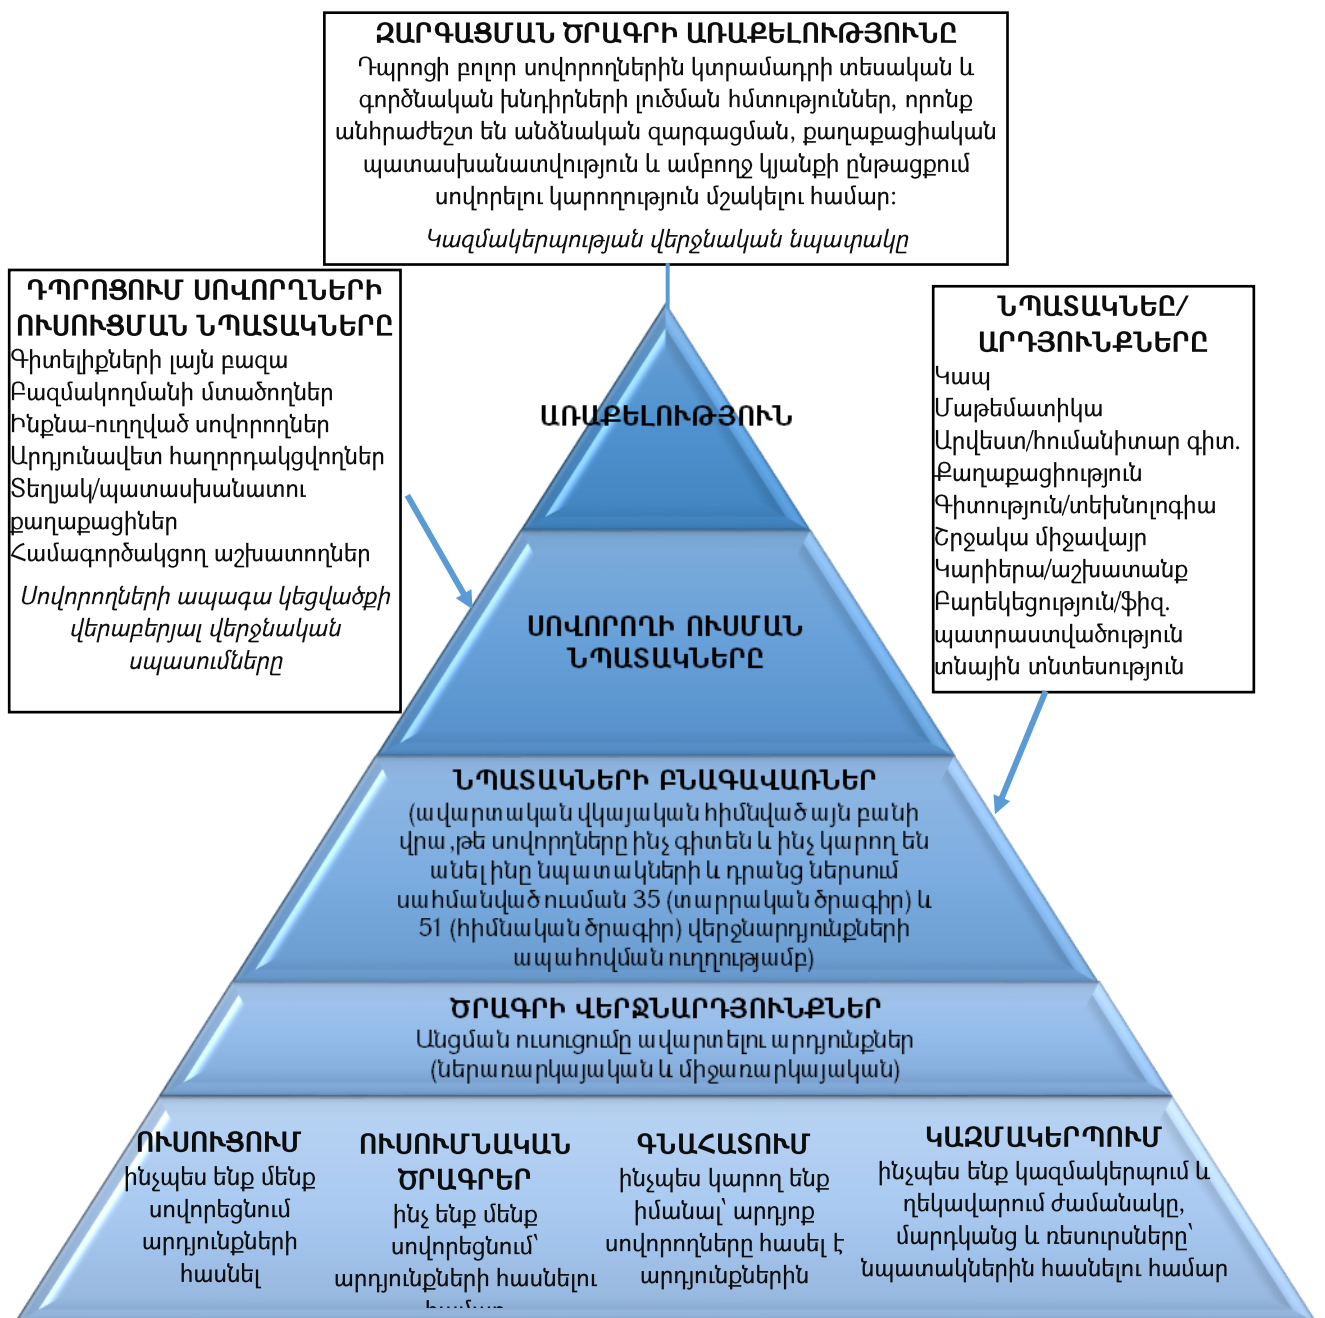 ԶԱՐԳԱՑՄԱՆ ԾՐԱԳՐԻ ԱՌԱՔԵԼՈՒԹՅՈՒՆԸ
Դպրոցի բոլոր սովորողներին կտրամադրի տեսական և
գործնական խնդիրների լուծման հմտություններ, որոնք
անհրաժեշտ են անձնական զարգացման, քաղաքացիական
պատասխանատվություն և ամբողջ կյանքի ընթացքում
սովորելու կարողություն մշակելու համար:
Կազմակերպության վերջնական նպատակը
ԴՊՐՈՑՈՒՄ ՍՈՎՈՐՂՆԵՐԻ
ՈՒՍՈՒՑՄԱՆ ՆՊԱՏԱԿՆԵՐԸ
Գիտելիքների լայն բազա
Բազմակողմանի մտածողներ
Ինքնա-ուղղված սովորողներ
Արդյունավետ հաղորդակցվողներ
Տեղյակ/պատասխանատու
քաղաքացիներ
Համագործակցող աշխատողներ
Սովորողների ապագա կեցվածքի
վերաբերյալ վերջնական
սպասումները
ՆՊԱՏԱԿՆԵԸ/
ԱՐԴՅՈՒՆՔՆԵՐԸ
Կապ
Մաթեմատիկա
Արվեստ/հումանիտար գիտ.
Քաղաքացիություն
Գիտություն/տեխնոլոգիա
Շրջակա միջավայր
Կարիերա/աշխատանք
Բարեկեցություն/ֆիզ.
պատրաստվածություն
տնային տնտեսություն
ԱՌԱՔԵԼՈՒԹՅՈՒՆ
ՍՈՎՈՐՈՂԻ ՈՒՍՄԱՆ
ՆՊԱՏԱԿՆԵՐԸ
ՆՊԱՏԱԿՆԵՐԻ ԲՆԱԳԱՎԱՌՆԵՐ
(ավարտական վկայական հիմնված այն բանի
վրա ,թե սովորղները ինչ գիտեն և ինչ կարող են
անել ինը նպատակների և դրանց ներսում
սահմանված ուսման 35 (տարրական ծրագիր) և
51 (հիմնական ծրագիր) վերջնարդյունքների
ապահովման ուղղությամբ)
ԾՐԱԳՐԻ ՎԵՐՋՆԱՐԴՅՈՒՆՔՆԵՐ
Անցման ուսուցումը ավարտելու արդյունքներ
(ներառարկայական և միջառարկայական)
ՈՒՍՈՒՑՈՒՄ
ինչպես ենք մենք
սովորեցնում
արդյունքների
հասնել
ՈՒՍՈՒՄՆԱԿԱՆ
ԾՐԱԳՐԵՐ
ինչ ենք մենք
սովորեցնում՝
արդյունքների հասնելու
ԳՆԱՀԱՏՈՒՄ
ինչպես կարող ենք
իմանալ՝ արդյոք
սովորողները հասել է
արդյունքներին
ԿԱԶՄԱԿԵՐՊՈՒՄ
ինչպես ենք կազմակերպում և
ղեկավարում ժամանակը,
մարդկանց և ռեսուրսները՝
նպատակներին հասնելու համար